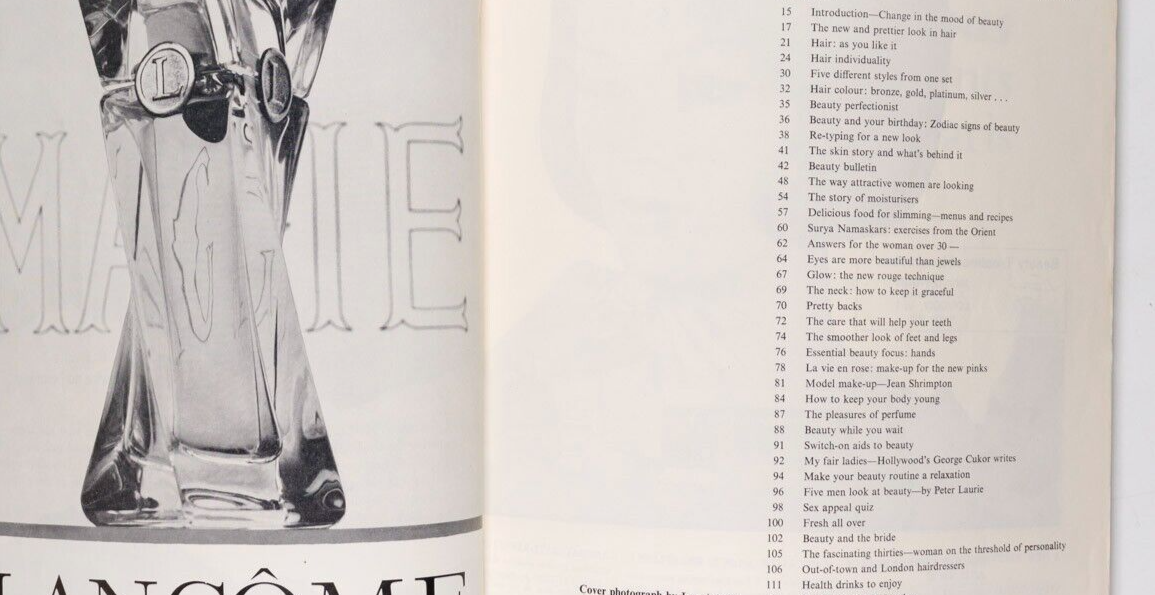 L
MAGIE
LANCÔME
15 Introduction—Change in the mood of beauty
17 The new and prettier look in hair
21 Hair: as you like it
24 Hair individuality
30 Five different styles from one set
32 Hair colour: bronze, gold, platinum, silver . . .
35 Beauty perfectionist
36 Beauty and your birthday: Zodiac signs of beauty
38 Re-typing for a new look
41 The skin story and what's behind it
42 Beauty bulletin
48 The way attractive women are looking
54 The story of moisturisers
57 Delicious food for slimming—menus and recipes
60 Surya Namaskars: exercises from the Orient
62 Answers for the woman over 30 —
64 Eyes are more beautiful than jewels
67 Glow: the new rouge technique
69 The neck: how to keep it graceful
70 Pretty backs
72 The care that will help your teeth
74 The smoother look of feet and legs
76 Essential beauty focus: hands
78 La vie en rose: make-up for the new pinks
81 Model make-up—Jean Shrimpton
84 How to keep your body young
87 The pleasures of perfume
88 Beauty while you wait
91 Switch-on aids to beauty
92 My fair ladies—Hollywood's George Cukor writes
94 Make your beauty routine a relaxation
96 Five men look at beauty—by Peter Laurie
98 Sex appeal quiz
100 Fresh all over
102 Beauty and the bride
105 The fascinating thirties—woman on the threshold of personality
106 Out-of-town and London hairdressers
111 Health drinks to enjoy
Cover photograph by